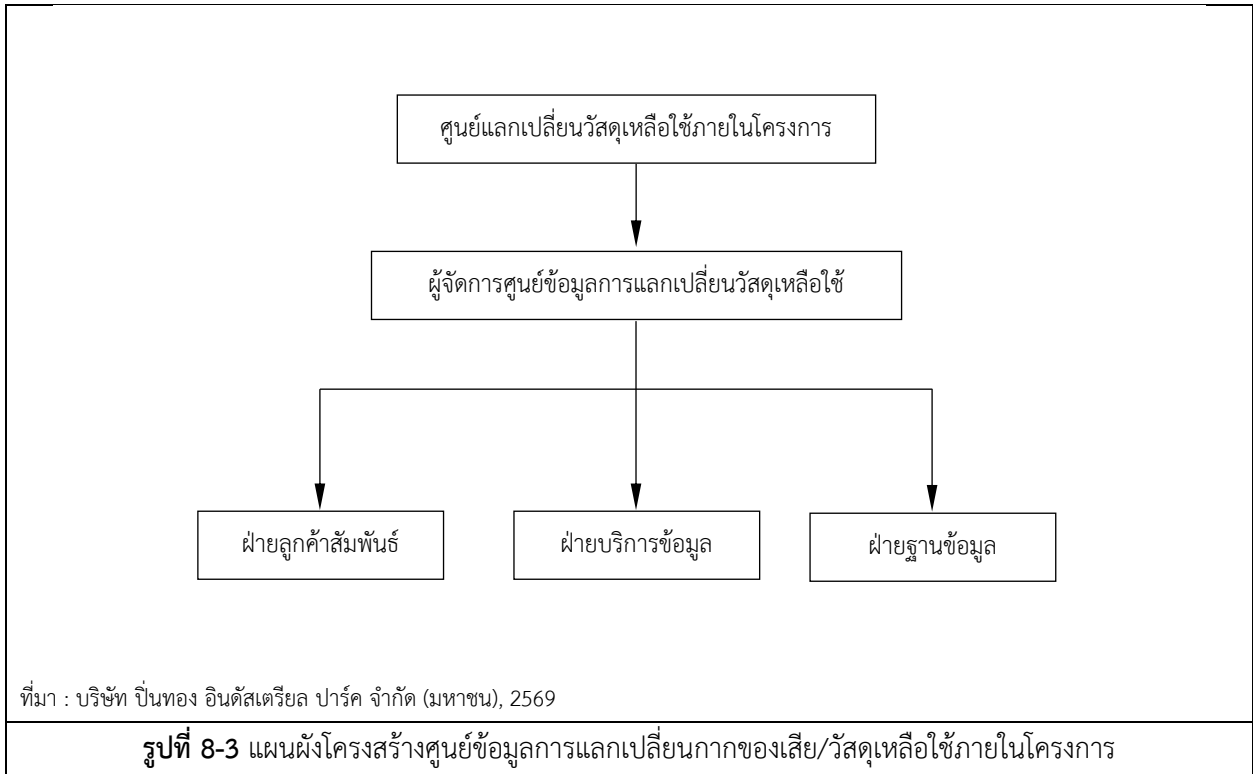 ศูนย์แลกเปลี่ยนวัสดุเหลือใช้ภายในโครงการ
ผู้จัดการศูนย์ข้อมูลการแลกเปลี่ยนวัสดุเหลือใช้
ฝ่ายลูกค้าสัมพันธ์
ฝ่ายบริการข้อมูล
ฝ่ายฐานข้อมูล
ที่มา : บริษัท ปิ่นทอง อินดัสเตรียล ปาร์ค จำกัด (มหาชน), 2569
รูปที่ 8-3 แผนผังโครงสร้างศูนย์ข้อมูลการแลกเปลี่ยนกากของเสีย/วัสดุเหลือใช้ภายในโครงการ